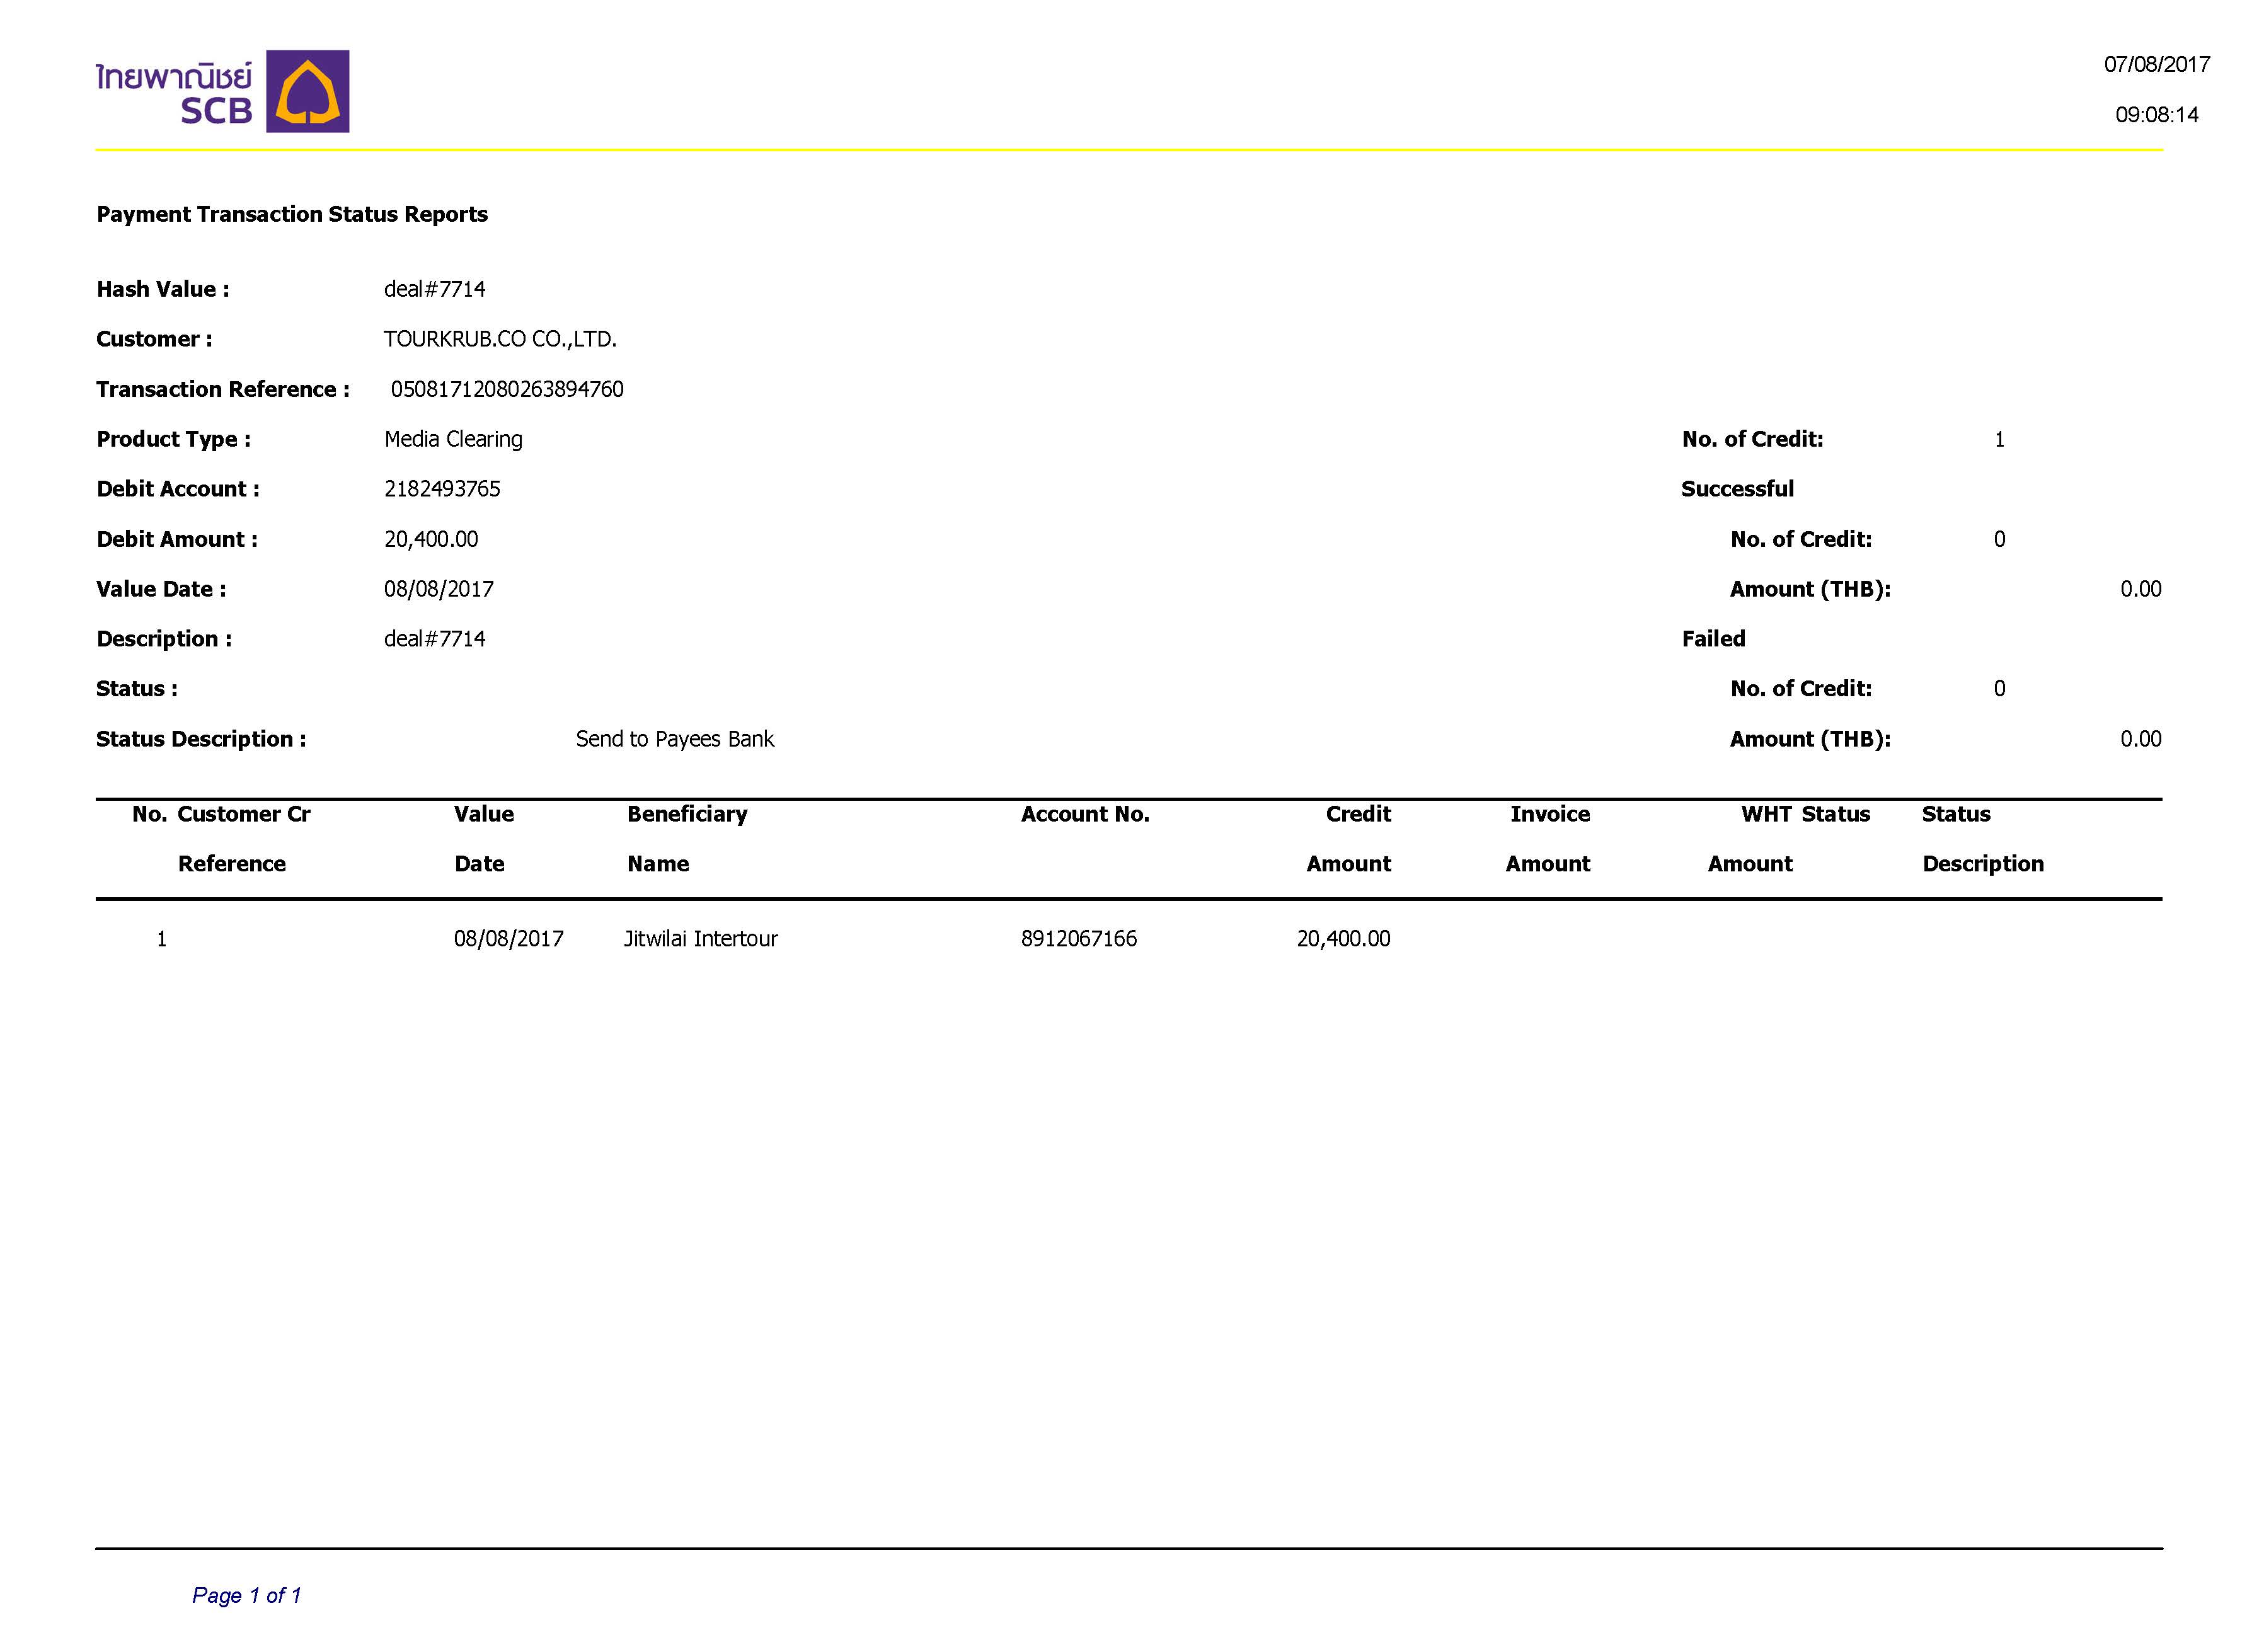 ไทยพาณิชย์
SCB
07/08/2017
09:08:14
Payment Transaction Status Reports
Hash Value : deal#7714
Customer : TOURKRUB.CO CO.,LTD.
Transaction Reference : 05081712080263894760
Product Type : Media Clearing No. of Credit: 1
Debit Account : 2182493765 Successful
Debit Amount : 20,400.00 No. of Credit: 0
Value Date : 08/08/2017 Amount (THB): 0.00
Description : deal#7714 Failed
Status : No. of Credit: 0
Status Description : Send to Payees Bank Amount (THB): 0.00
No. Customer Cr Value Beneficiary Account No. Credit Invoice WHT Status Status
Reference Date Name Amount Amount Amount Description
1 08/08/2017 Jitwilai Intertour 8912067166 20,400.00
Page 1 of 1